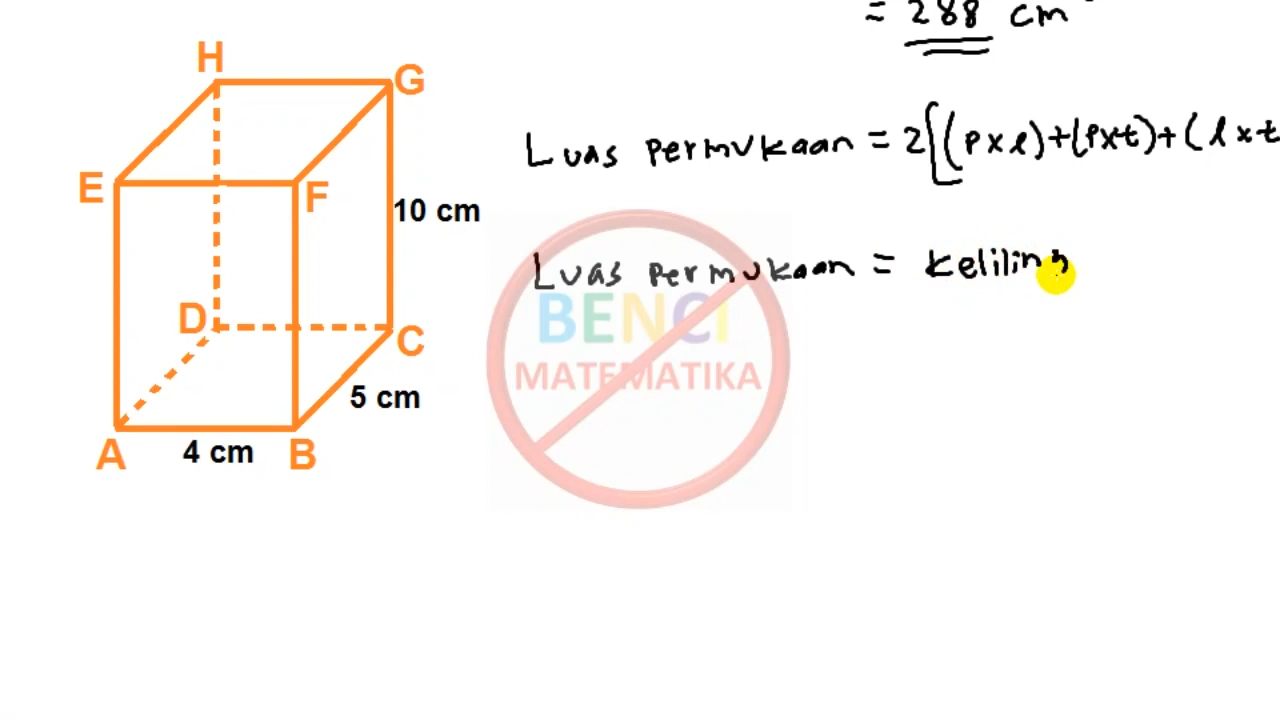 = 288 cm
H
G
Luas permukaan = 2[(p x l)+(p x t)+(l x t
E
F
10 cm
Luas permukaan = keliling
BENCI
MATEMATIKA
D
C
5 cm
A
4 cm
B